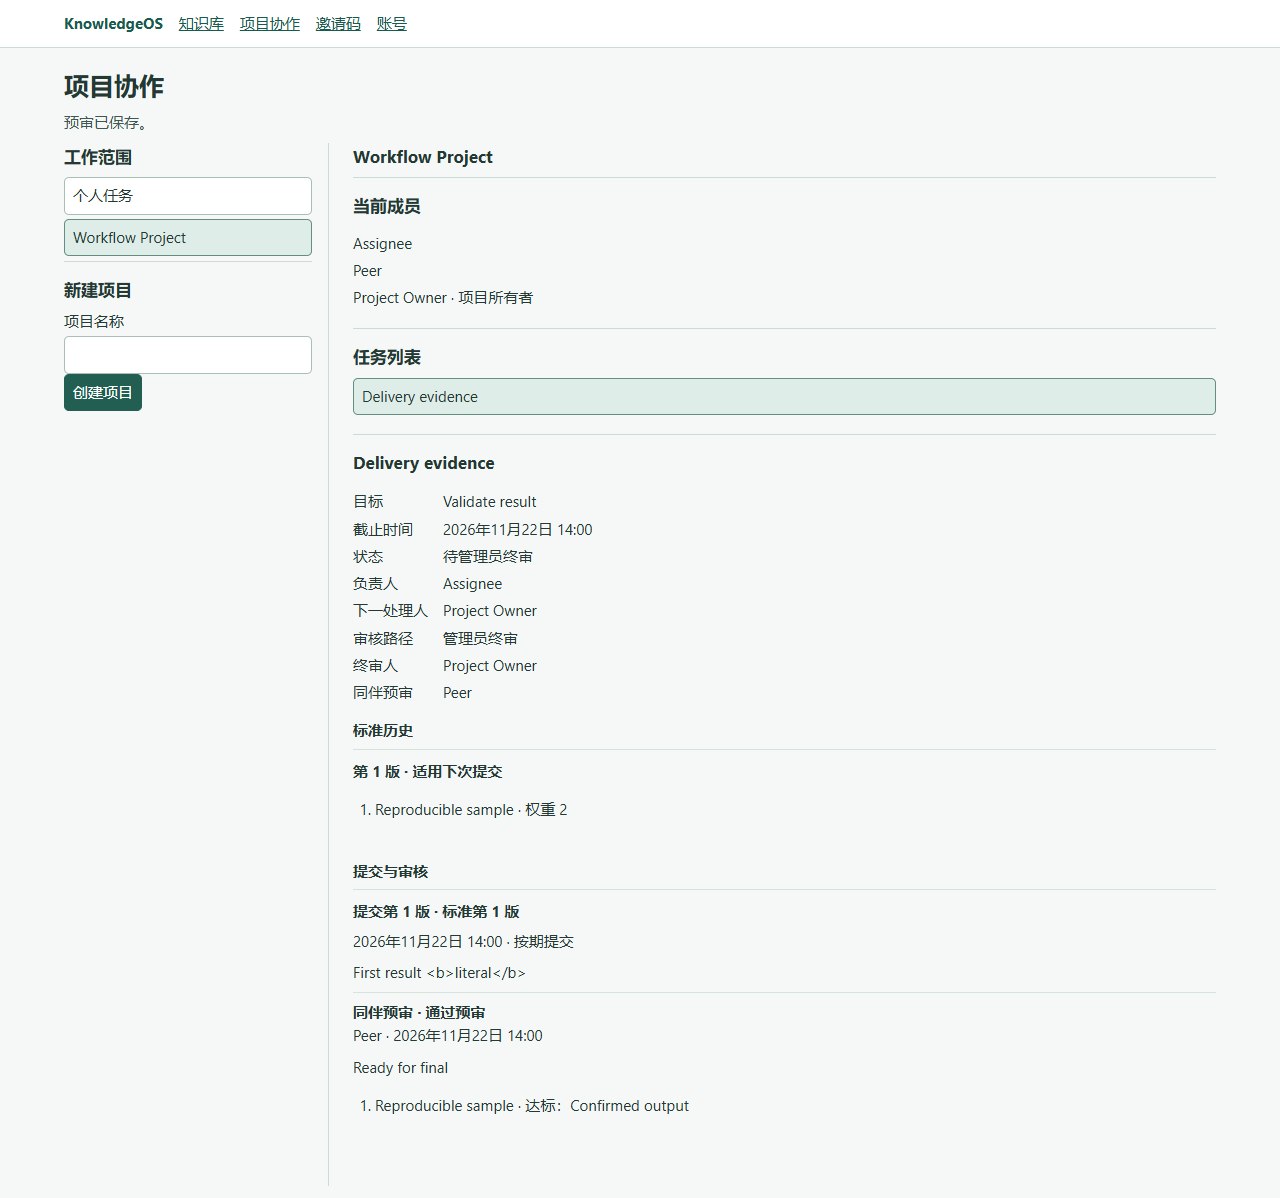 KnowledgeOS 知识库 项目协作 邀请码 账号
项目协作
预审已保存。
工作范围
个人任务
Workflow Project
新建项目
项目名称
创建项目
Workflow Project
当前成员
Assignee
Peer
Project Owner · 项目所有者
任务列表
Delivery evidence
Delivery evidence
目标 Validate result
截止时间 2026年11月22日 14:00
状态 待管理员终审
负责人 Assignee
下一处理人 Project Owner
审核路径 管理员终审
终审人 Project Owner
同伴预审 Peer
标准历史
第 1 版 · 适用下次提交
1. Reproducible sample · 权重 2
提交与审核
提交第 1 版 · 标准第 1 版
2026年11月22日 14:00 · 按期提交
First result <b>literal</b>
同伴预审 · 通过预审
Peer · 2026年11月22日 14:00
Ready for final
1. Reproducible sample · 达标：Confirmed output